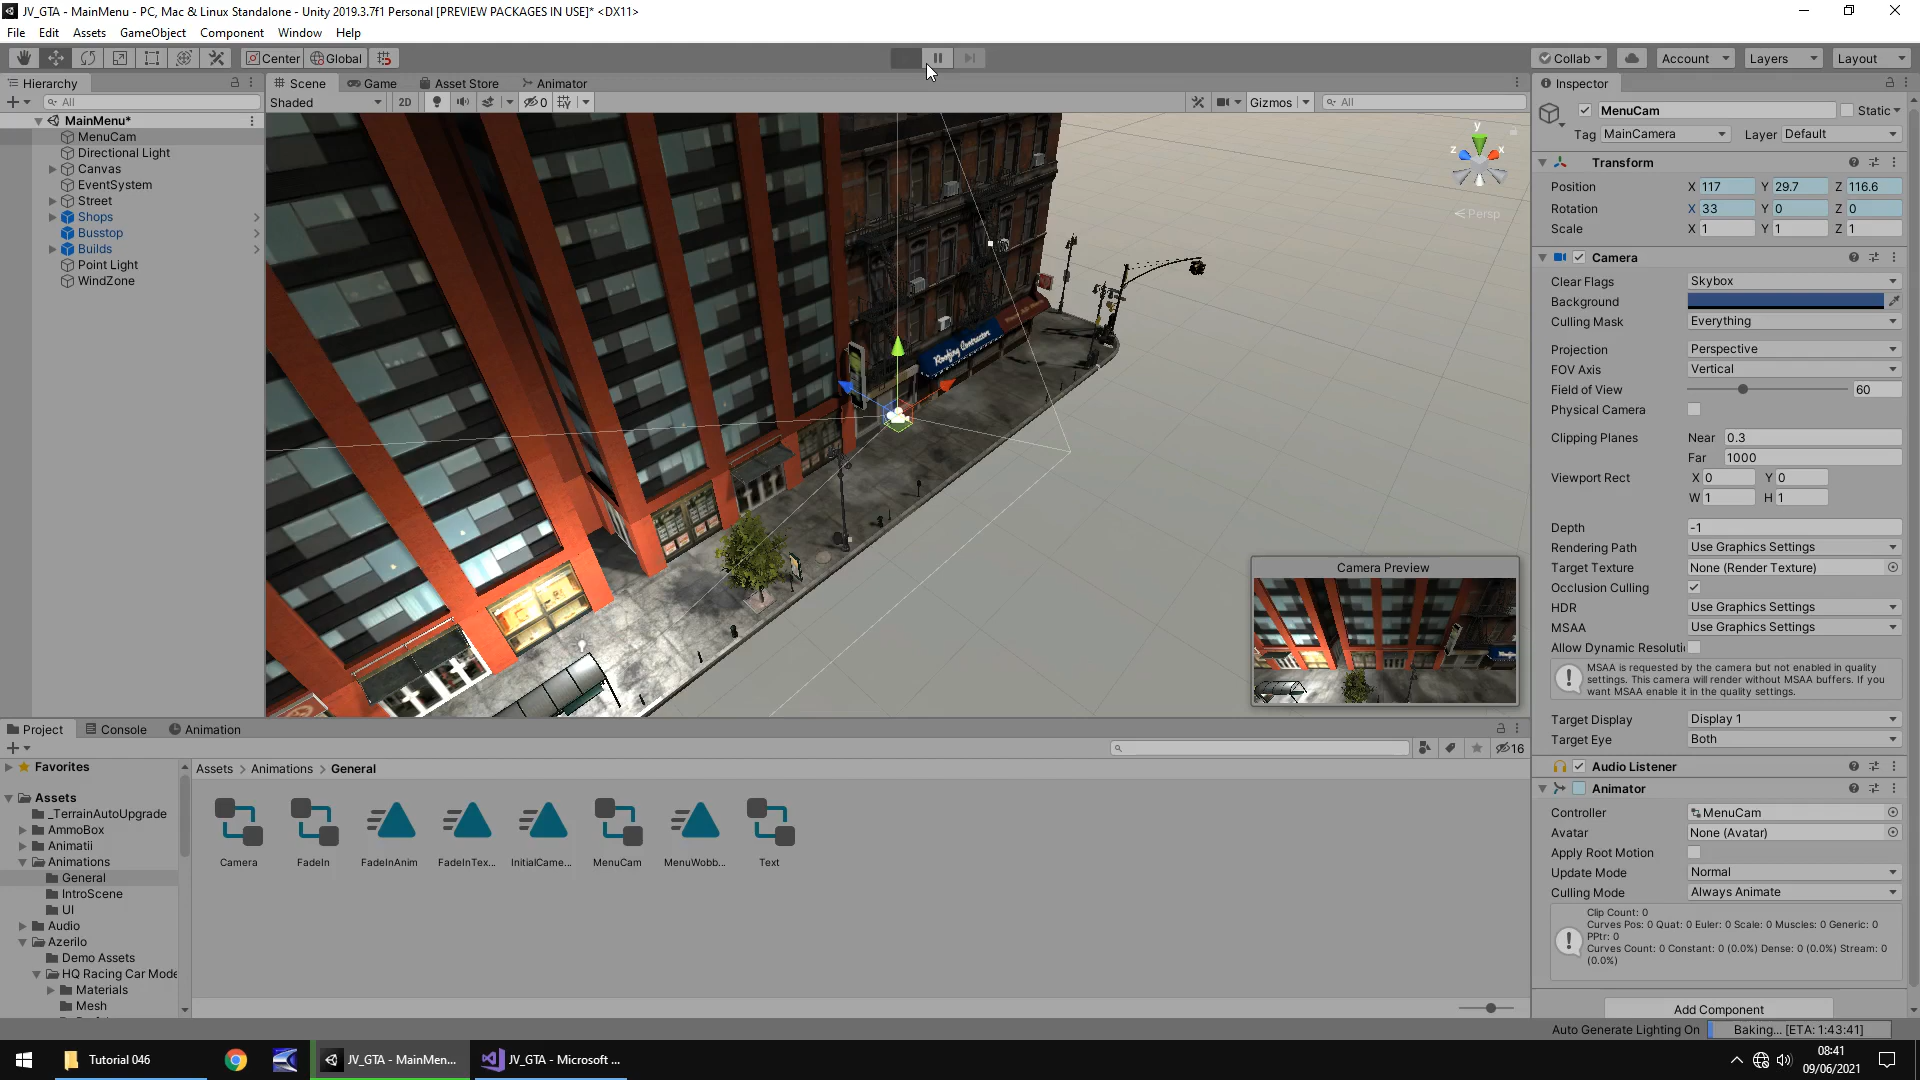 JV_GTA - MainMenu - PC, Mac & Linux Standalone - Unity 2019.3.7f1 Personal [PREVIEW PACKAGES IN USE]* <DX11>
File Edit Assets GameObject Component Window Help
Center Global Collab Account Layers Layout
Hierarchy
All
MainMenu*
MenuCam
Directional Light
Canvas
EventSystem
Street
Shops
Busstop
Builds
Point Light
WindZone
Scene Game Asset Store Animator
Shaded 2D 0 Gizmos All
y
z x
Persp
Roofing Contractor
Camera Preview
Inspector
MenuCam Static
Tag MainCamera Layer Default
Transform
Position X 117 Y 29.7 Z 116.6
Rotation X 33 Y 0 Z 0
Scale X 1 Y 1 Z 1
Camera
Clear Flags Skybox
Background
Culling Mask Everything
Projection Perspective
FOV Axis Vertical
Field of View 60
Physical Camera
Clipping Planes Near 0.3
Far 1000
Viewport Rect X 0 Y 0
W 1 H 1
Depth -1
Rendering Path Use Graphics Settings
Target Texture None (Render Texture)
Occlusion Culling
HDR Use Graphics Settings
MSAA Use Graphics Settings
Allow Dynamic Resoluti
MSAA is requested by the camera but not enabled in quality
settings. This camera will render without MSAA buffers. If you
want MSAA enable it in the quality settings.
Target Display Display 1
Target Eye Both
Audio Listener
Animator
Controller MenuCam
Avatar None (Avatar)
Apply Root Motion
Update Mode Normal
Culling Mode Always Animate
Clip Count: 0
Curves Pos: 0 Quat: 0 Euler: 0 Scale: 0 Muscles: 0 Generic: 0
PPtr: 0
Curves Count: 0 Constant: 0 (0.0%) Dense: 0 (0.0%) Stream: 0
(0.0%)
Add Component
Project Console Animation
16
Favorites
Assets
_TerrainAutoUpgrade
AmmoBox
Animatii
Animations
General
IntroScene
UI
Audio
Azerilo
Demo Assets
HQ Racing Car Mode
Materials
Mesh
Assets > Animations > General
Camera FadeIn FadeInAnim FadeInTex... InitialCame... MenuCam MenuWobb... Text
Auto Generate Lighting On Baking... [ETA: 1:43:41]
Tutorial 046
JV_GTA - MainMen...
JV_GTA - Microsoft ...
08:41
09/06/2021